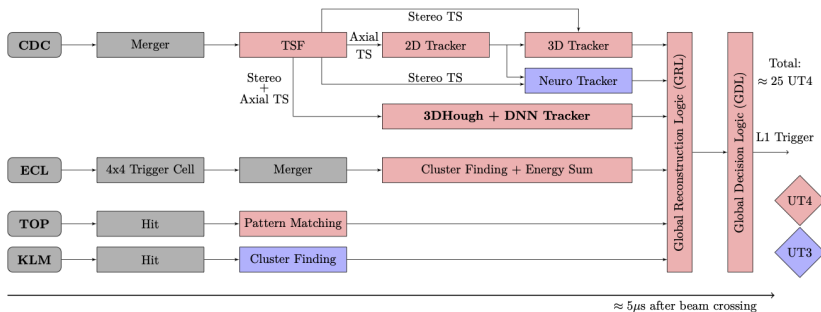 Stereo TS
CDC
Merger
TSF
Axial
TS
2D Tracker
3D Tracker
Stereo TS
Neuro Tracker
Stereo
+
Axial TS
3DHough + DNN Tracker
ECL
4x4 Trigger Cell
Merger
Cluster Finding + Energy Sum
TOP
Hit
Pattern Matching
KLM
Hit
Cluster Finding
Global Reconstruction Logic (GRL)
Global Decision Logic (GDL)
Total:
≈ 25 UT4
L1 Trigger
UT4
UT3
≈ 5μs after beam crossing